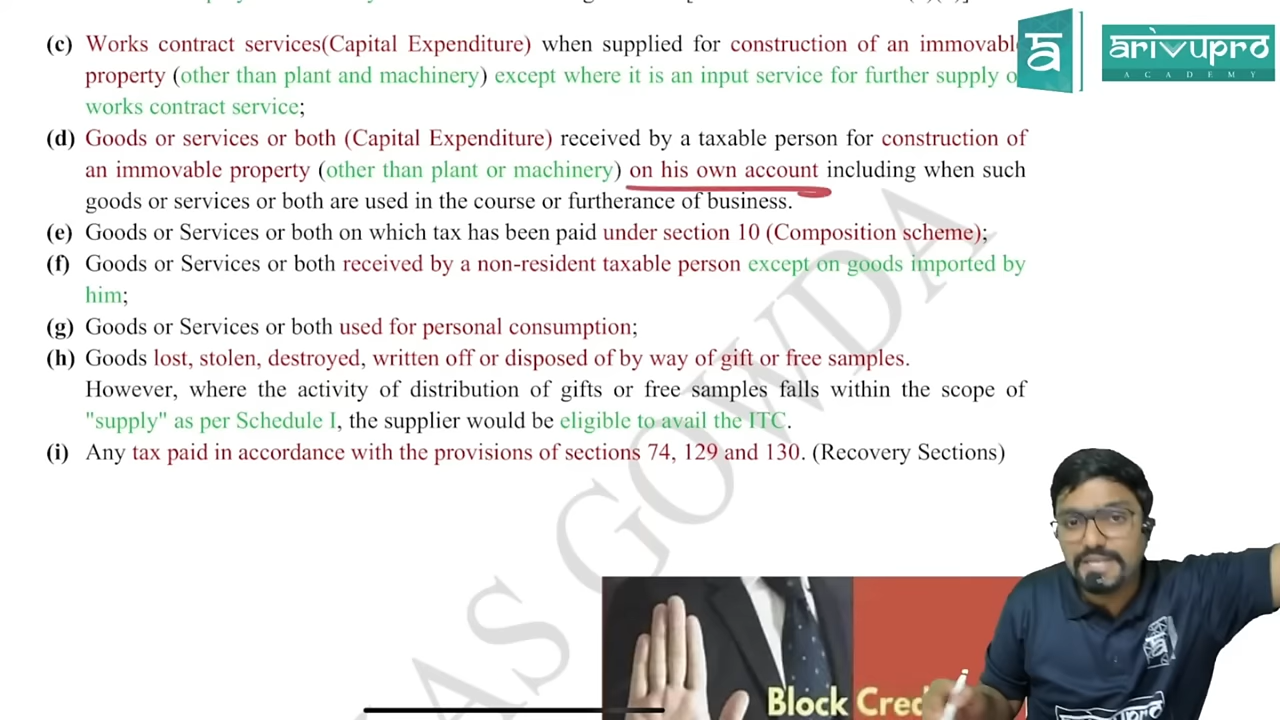 (c) Works contract services(Capital Expenditure) when supplied for construction of an immovabl
property (other than plant and machinery) except where it is an input service for further supply o
works contract service;
(d) Goods or services or both (Capital Expenditure) received by a taxable person for construction of
an immovable property (other than plant or machinery) on his own account including when such
goods or services or both are used in the course or furtherance of business.
(e) Goods or Services or both on which tax has been paid under section 10 (Composition scheme);
(f) Goods or Services or both received by a non-resident taxable person except on goods imported by
him;
(g) Goods or Services or both used for personal consumption;
(h) Goods lost, stolen, destroyed, written off or disposed of by way of gift or free samples.
However, where the activity of distribution of gifts or free samples falls within the scope of
"supply" as per Schedule I, the supplier would be eligible to avail the ITC.
(i) Any tax paid in accordance with the provisions of sections 74, 129 and 130. (Recovery Sections)
arivupro
ACADEMY
AS GOWDA
Block Cred